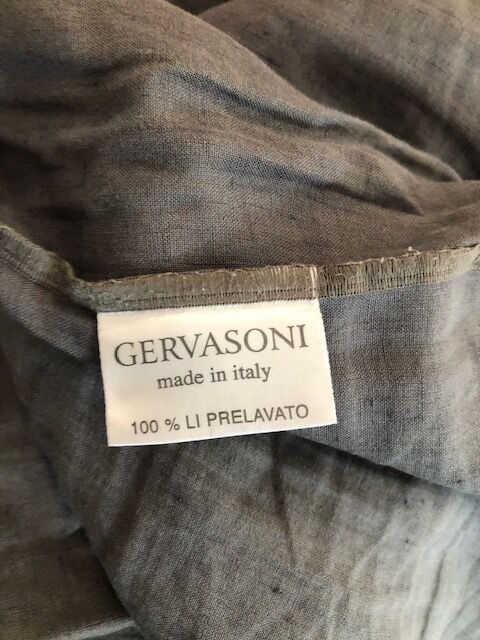 GERVASONI
made in italy
100 % LI PRELAVATO